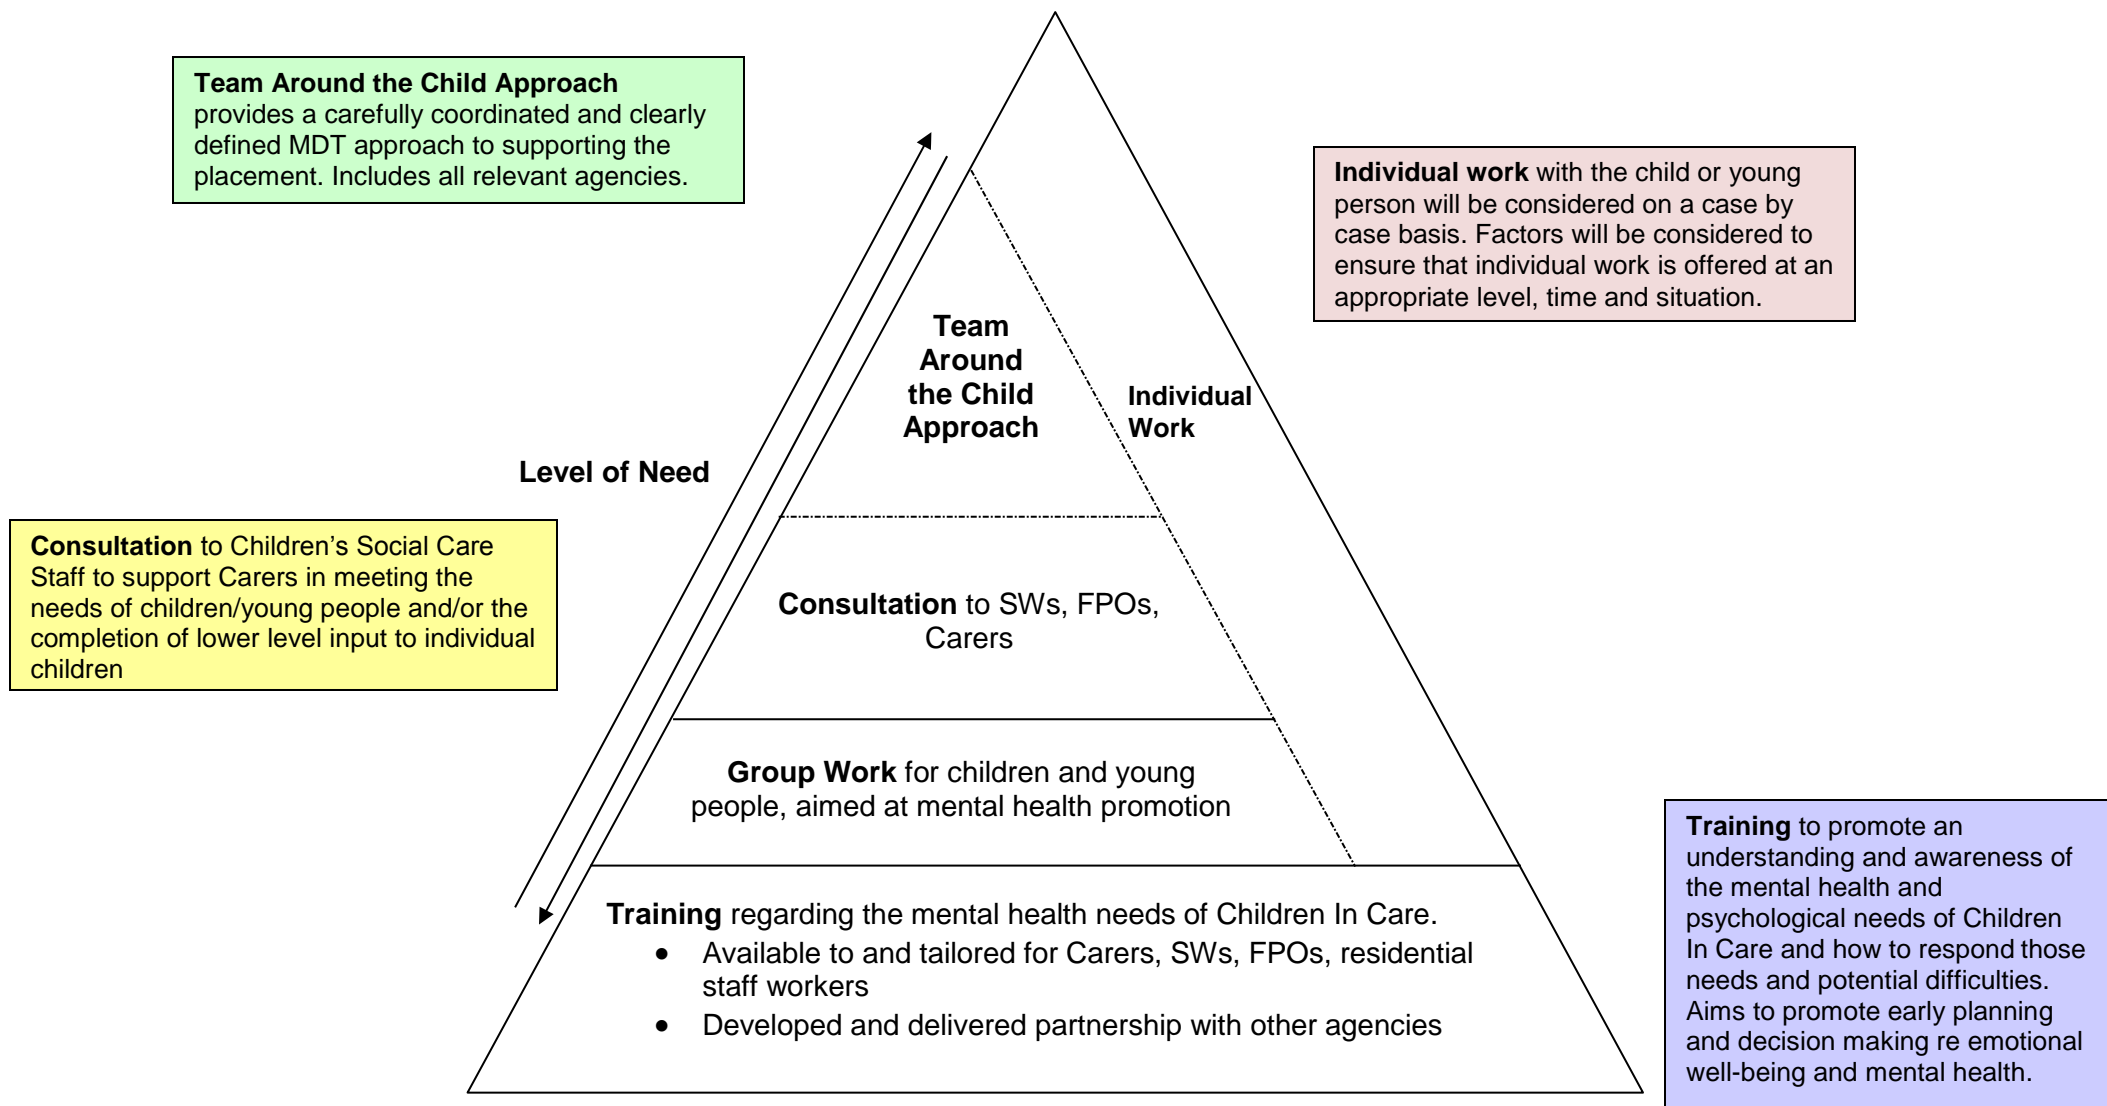 Team Around the Child Approach
provides a carefully coordinated and clearly
defined MDT approach to supporting the
placement. Includes all relevant agencies.
Individual work with the child or young
person will be considered on a case by
case basis. Factors will be considered to
ensure that individual work is offered at an
appropriate level, time and situation.
Team
Around
the Child
Approach
Individual
Work
Level of Need
Consultation to Children’s Social Care
Staff to support Carers in meeting the
needs of children/young people and/or the
completion of lower level input to individual
children
Consultation to SWs, FPOs,
Carers
Group Work for children and young
people, aimed at mental health promotion
Training regarding the mental health needs of Children In Care.
• Available to and tailored for Carers, SWs, FPOs, residential
staff workers
• Developed and delivered partnership with other agencies
Training to promote an
understanding and awareness of
the mental health and
psychological needs of Children
In Care and how to respond those
needs and potential difficulties.
Aims to promote early planning
and decision making re emotional
well-being and mental health.